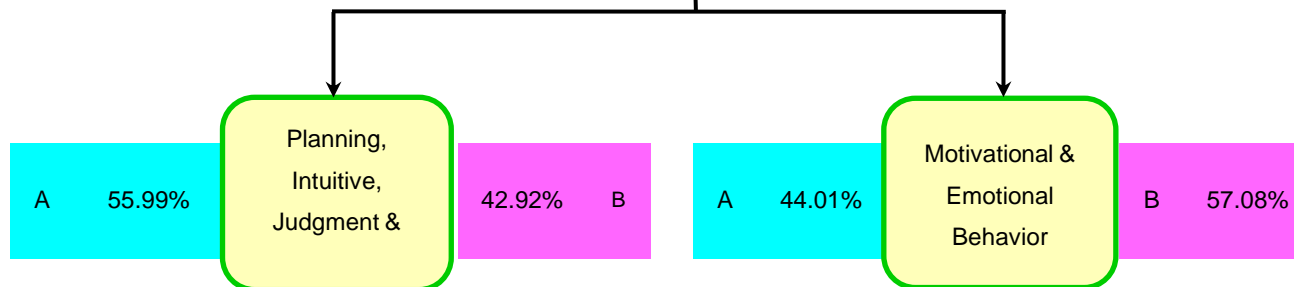 Planning,
Intuitive,
Judgment &
A 55.99%
42.92% B
Motivational &
Emotional
Behavior
A 44.01%
B 57.08%